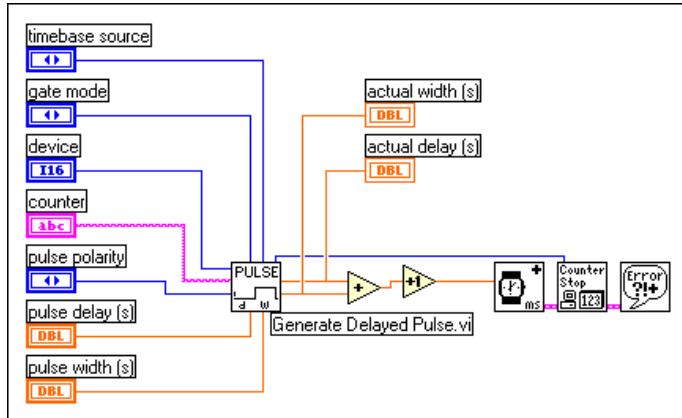 timebase source
gate mode
actual width (s)
DBL
device
actual delay (s)
I16
DBL
counter
abc
pulse polarity
PULSE
d W
+
+1
+
ms
Counter
Stop
123
Error
?!+
pulse delay (s)
Generate Delayed Pulse.vi
DBL
pulse width (s)
DBL